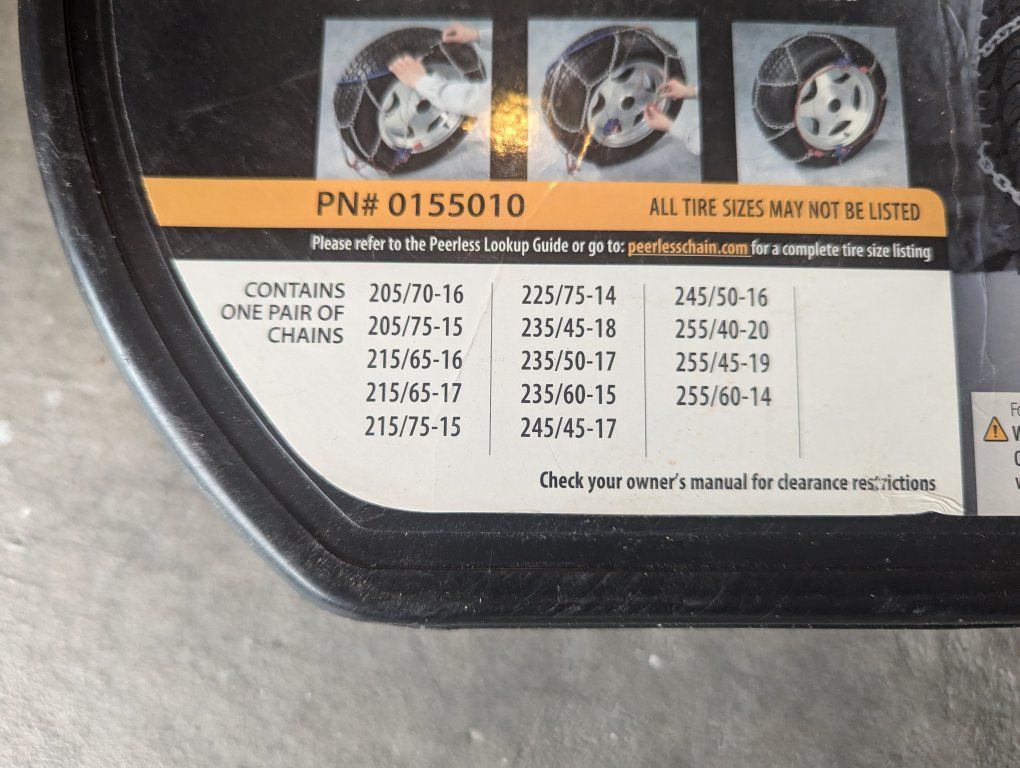 PN# 0155010
ALL TIRE SIZES MAY NOT BE LISTED
Please refer to the Peerless Lookup Guide or go to: peerlesschain.com for a complete tire size listing
CONTAINS
ONE PAIR OF
CHAINS
205/70-16
205/75-15
215/65-16
215/65-17
215/75-15
225/75-14
235/45-18
235/50-17
235/60-15
245/45-17
245/50-16
255/40-20
255/45-19
255/60-14
Check your owner's manual for clearance restrictions